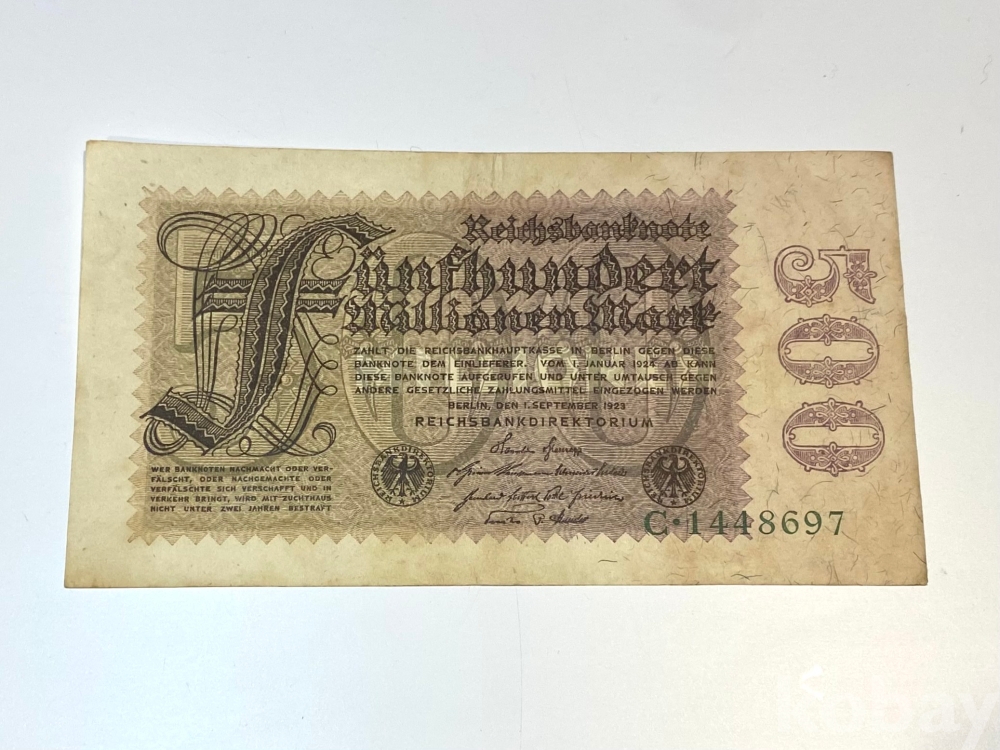 Reichsbanknote
Fünfhundert
Millionen Mark
ZAHLT DIE REICHSBANKHAUPTKASSE IN BERLIN GEGEN DIESE
BANKNOTE DEM EINLIEFERER. VOM 1. JANUAR 1924 AB KANN
DIESE BANKNOTE AUFGERUFEN UND UNTER UMTAUSCH GEGEN
ANDERE GESETZLICHE ZAHLUNGSMITTEL EINGEZOGEN WERDEN
BERLIN, DEN 1. SEPTEMBER 1923
REICHSBANKDIREKTORIUM
WER BANKNOTEN NACHMACHT ODER VER-
FÄLSCHT, ODER NACHGEMACHTE ODER
VERFÄLSCHTE SICH VERSCHAFFT UND IN
VERKEHR BRINGT, WIRD MIT ZUCHTHAUS
NICHT UNTER ZWEI JAHREN BESTRAFT
REICHSBANKDIREKTORIUM
REICHSBANKDIREKTORIUM
C·1448697
500
Kobay